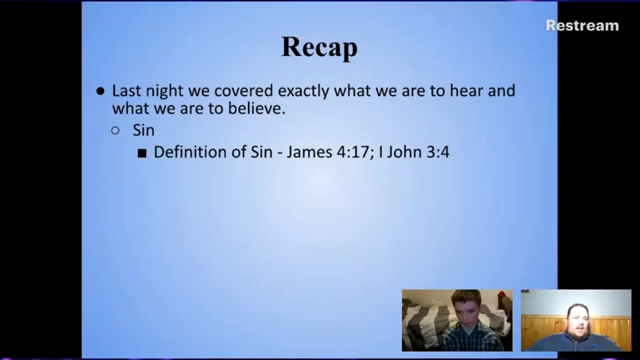 Restream
Recap
● Last night we covered exactly what we are to hear and
what we are to believe.
○ Sin
■ Definition of Sin - James 4:17; I John 3:4